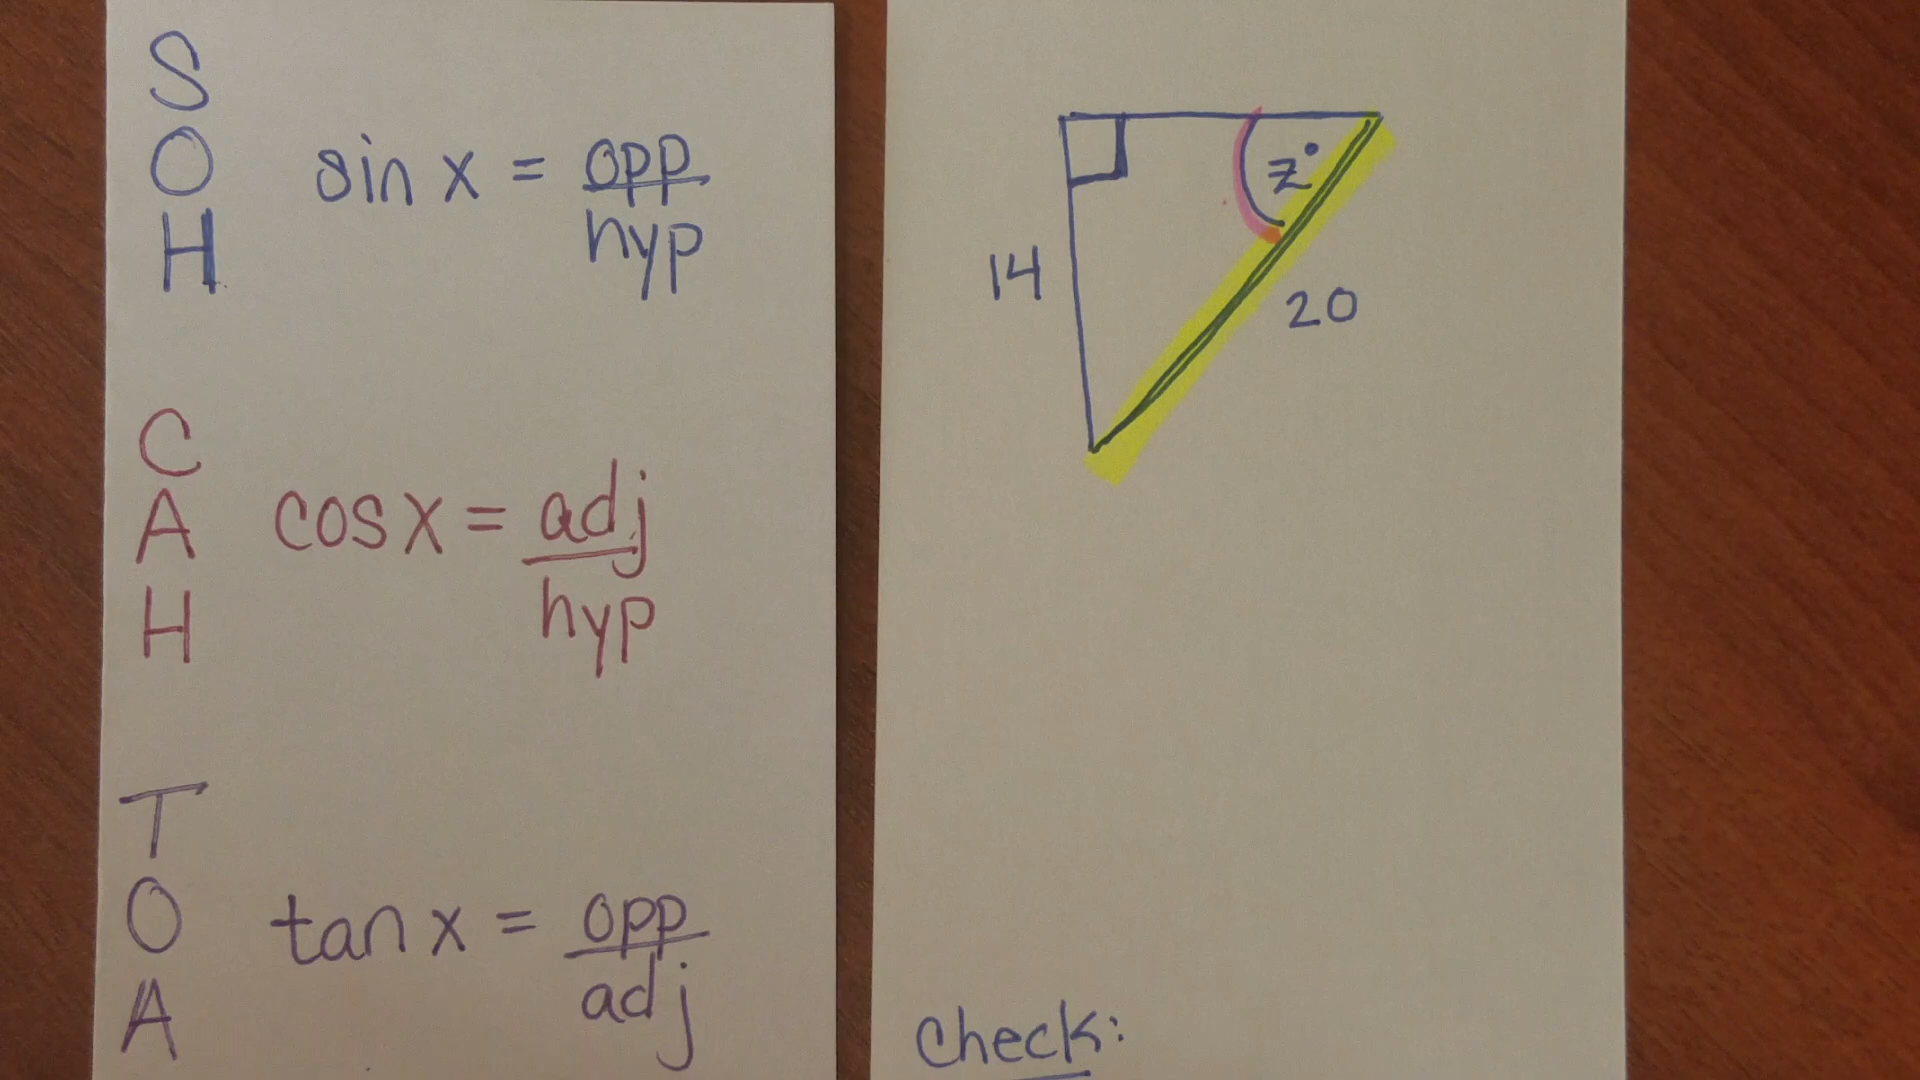 S
O
H
sin x = opp
hyp
C
A
H
cos x = adj
hyp
T
O
A
tan x = opp
adj
z°
14
20
Check: